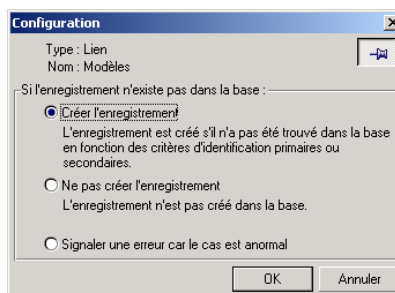 Configuration
Type : Lien
Nom : Modèles
Si l'enregistrement n'existe pas dans la base :
Créer l'enregistrement
L'enregistrement est créé s'il n'a pas été trouvé dans la base
en fonction des critères d'identification primaires ou
secondaires.
Ne pas créer l'enregistrement
L'enregistrement n'est pas créé dans la base.
Signaler une erreur car le cas est anormal
OK Annuler